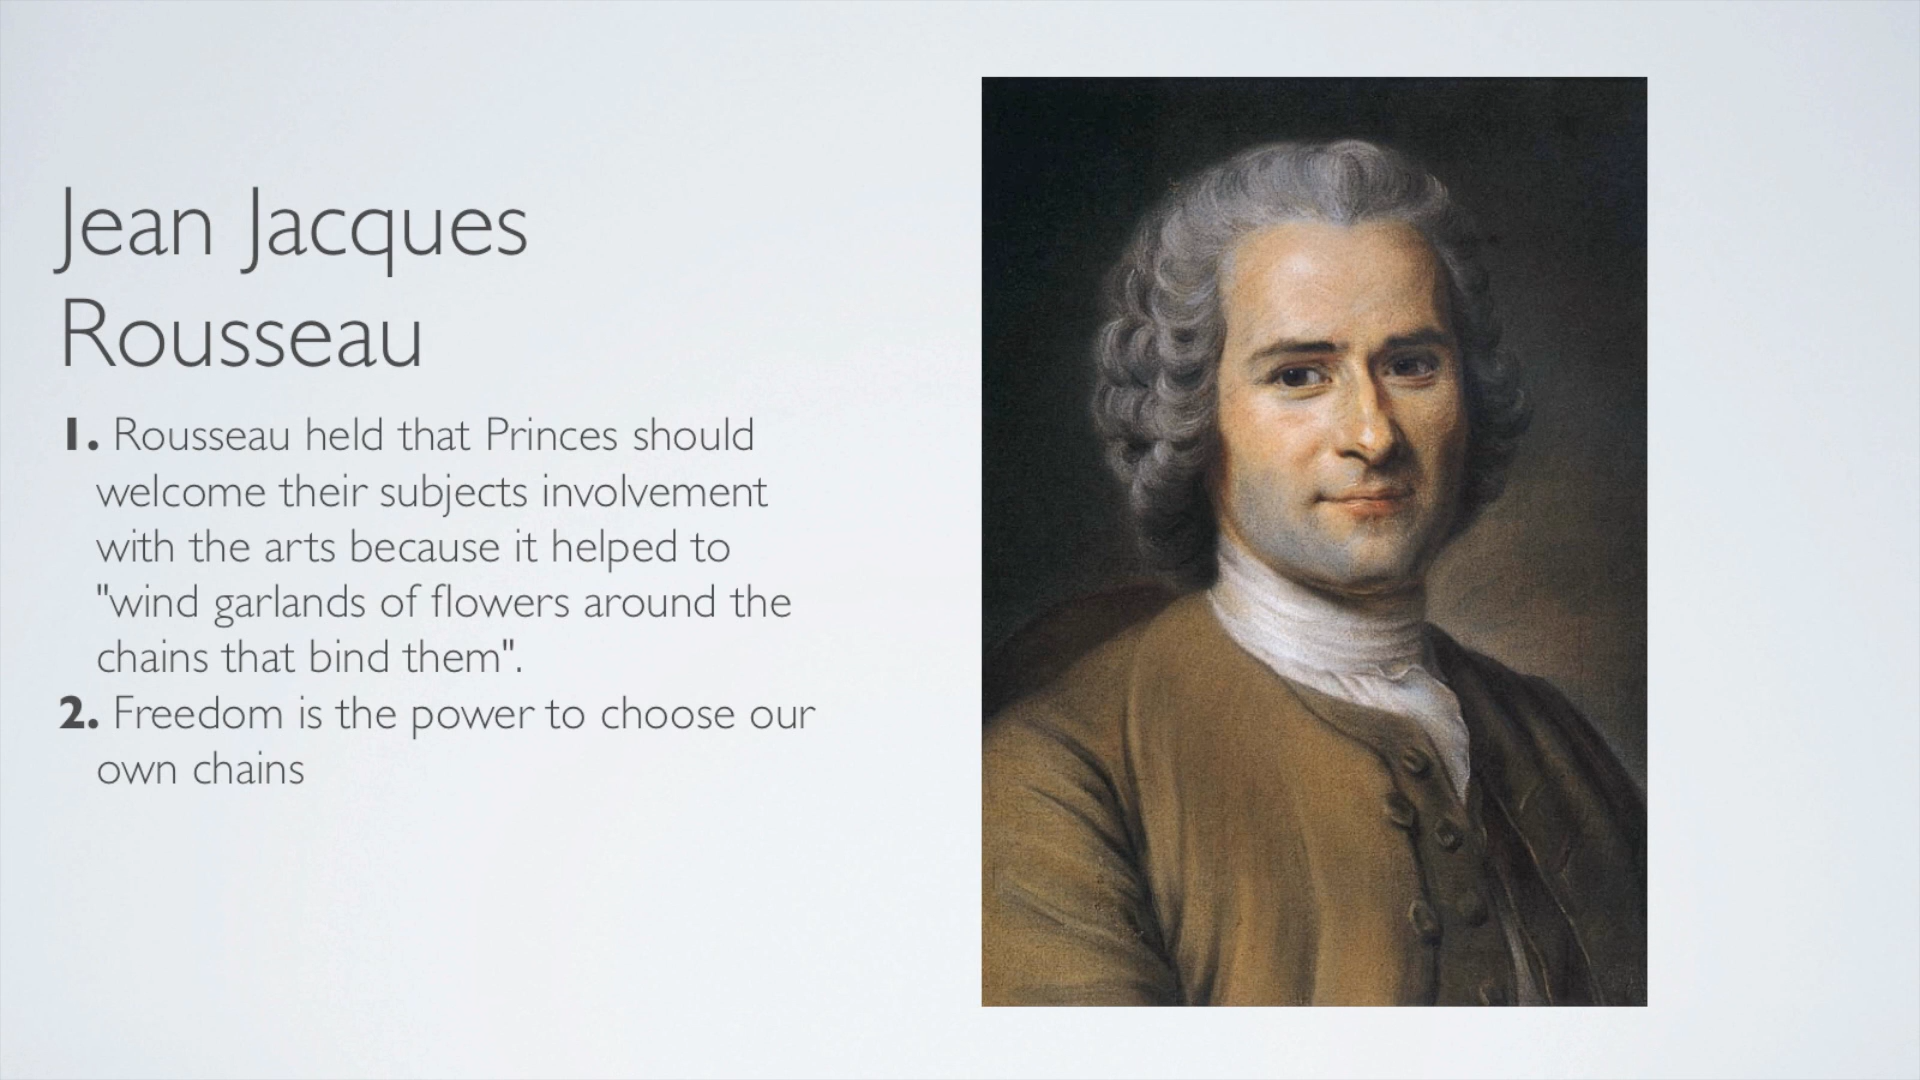 Jean Jacques
Rousseau
1. Rousseau held that Princes should
welcome their subjects involvement
with the arts because it helped to
"wind garlands of flowers around the
chains that bind them".
2. Freedom is the power to choose our
own chains